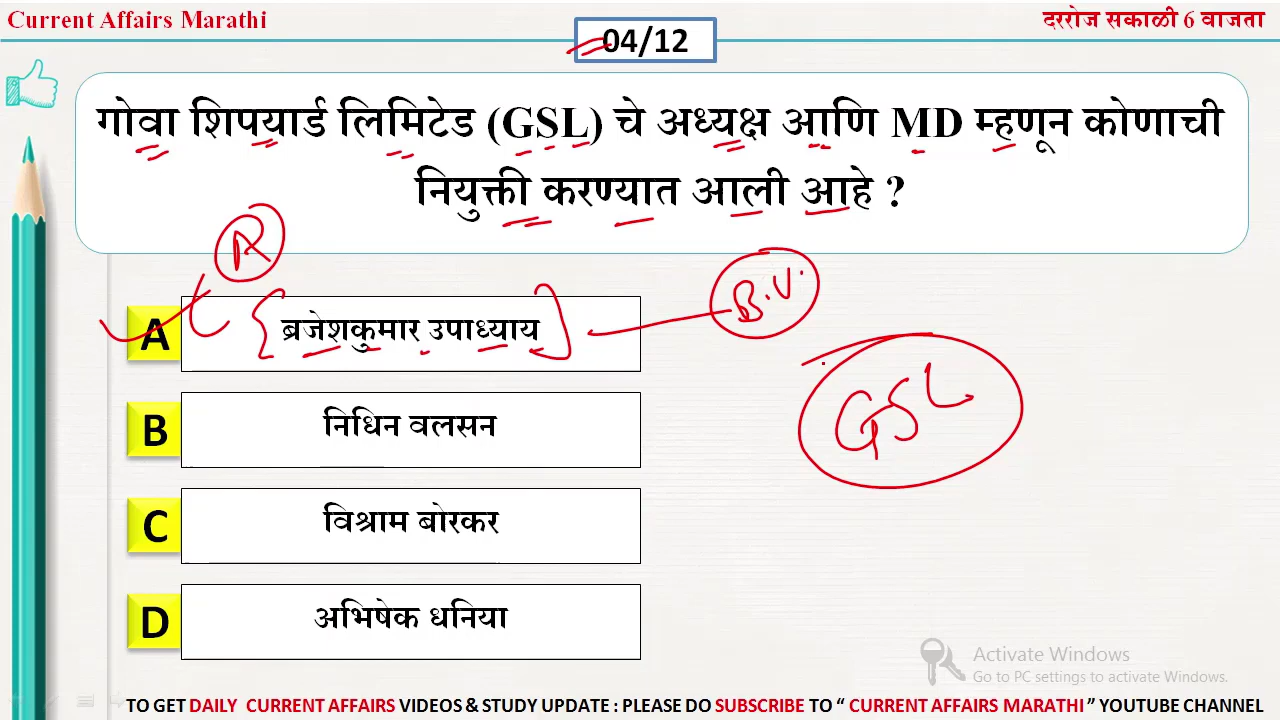 Current Affairs Marathi
दररोज सकाळी 6 वाजता
04/12
गोवा शिपयार्ड लिमिटेड (GSL) चे अध्यक्ष आणि MD म्हणून कोणाची
नियुक्ती करण्यात आली आहे ?
R
A ब्रजेशकुमार उपाध्याय
B.V.
GSL
B निधिन वलसन
C विश्राम बोरकर
D अभिषेक धनिया
Activate Windows
Go to PC settings to activate Windows.
TO GET DAILY CURRENT AFFAIRS VIDEOS & STUDY UPDATE : PLEASE DO SUBSCRIBE TO “ CURRENT AFFAIRS MARATHI ” YOUTUBE CHANNEL